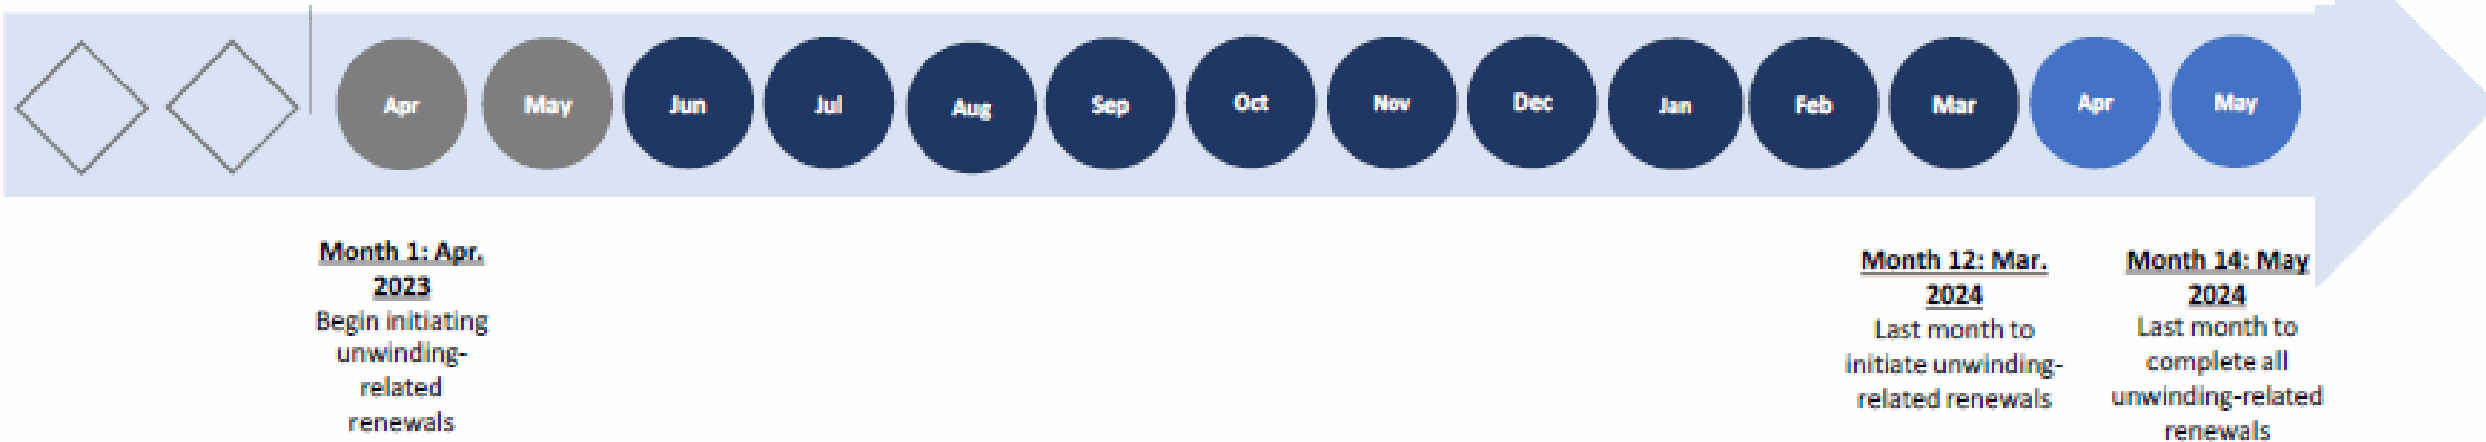 Apr May Jun Jul Aug Sep Oct Nov Dec Jan Feb Mar Apr May
Month 1: Apr.
2023
Begin initiating
unwinding-
related
renewals
Month 12: Mar.
2024
Last month to
initiate unwinding-
related renewals
Month 14: May
2024
Last month to
complete all
unwinding-related
renewals